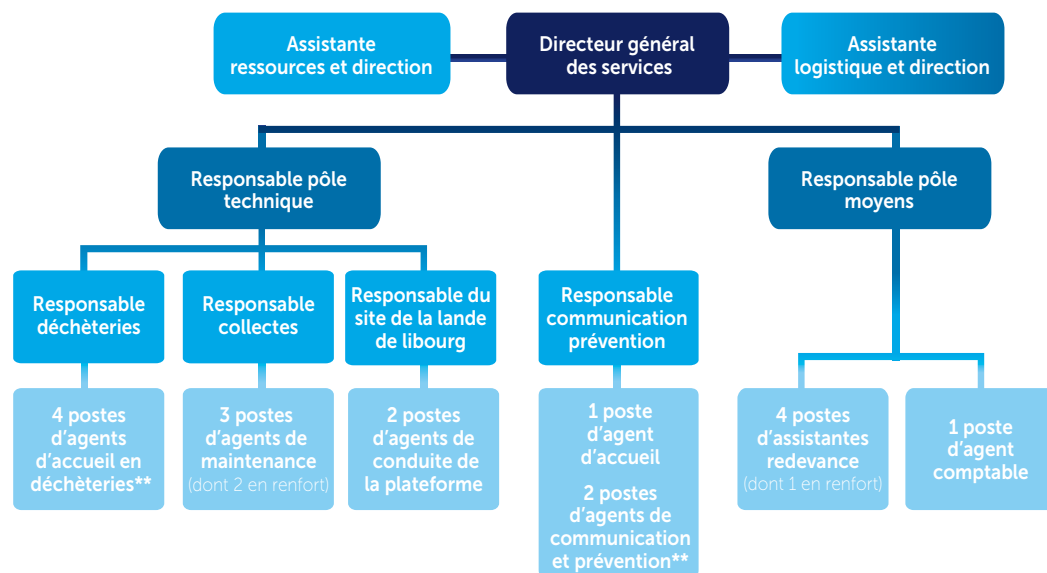 Assistante
ressources et direction
Directeur général
des services
Assistante
logistique et direction
Responsable pôle
technique
Responsable pôle
moyens
Responsable
déchèteries
Responsable
collectes
Responsable du
site de la lande
de libourg
Responsable
communication
prévention
4 postes
d’agents
d’accueil en
déchèteries**
3 postes
d’agents de
maintenance
(dont 2 en renfort)
2 postes
d’agents de
conduite de
la plateforme
1 poste
d’agent
d’accueil
2 postes
d’agents de
communication
et prévention**
4 postes
d’assistantes
redevance
(dont 1 en renfort)
1 poste
d’agent
comptable